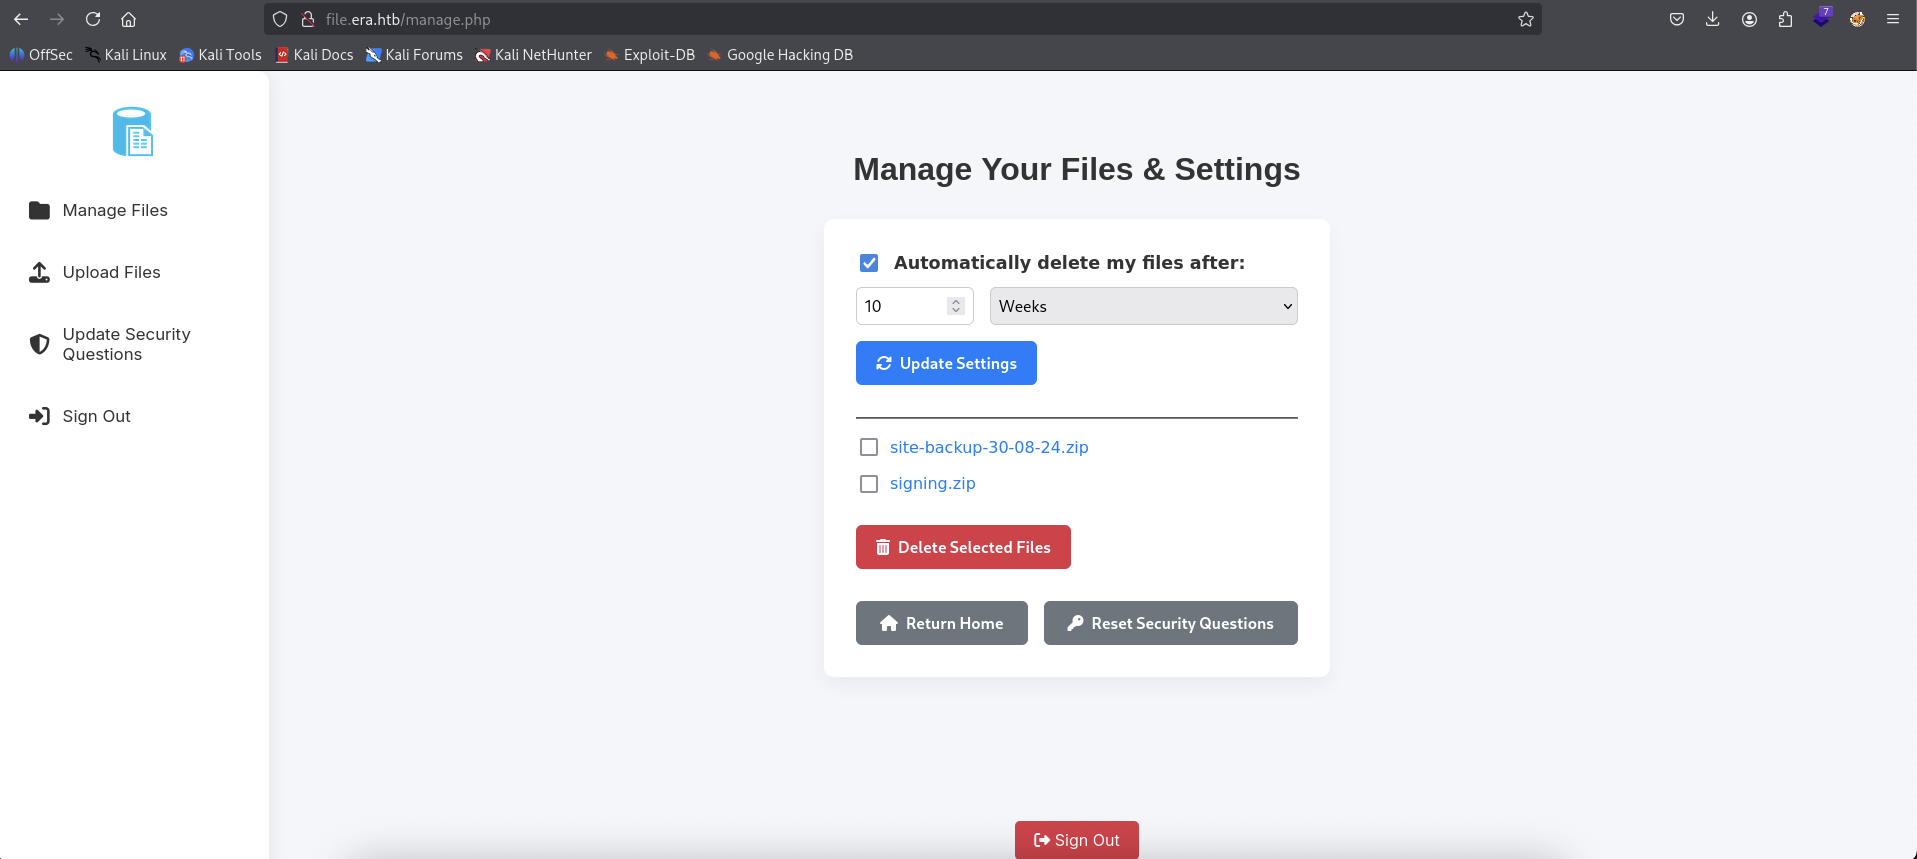 file.era.htb/manage.php
7
OffSec Kali Linux Kali Tools Kali Docs Kali Forums Kali NetHunter Exploit-DB Google Hacking DB
Manage Files
Upload Files
Update Security
Questions
Sign Out
Manage Your Files & Settings
Automatically delete my files after:
10 Weeks
Update Settings
site-backup-30-08-24.zip
signing.zip
Delete Selected Files
Return Home Reset Security Questions
Sign Out